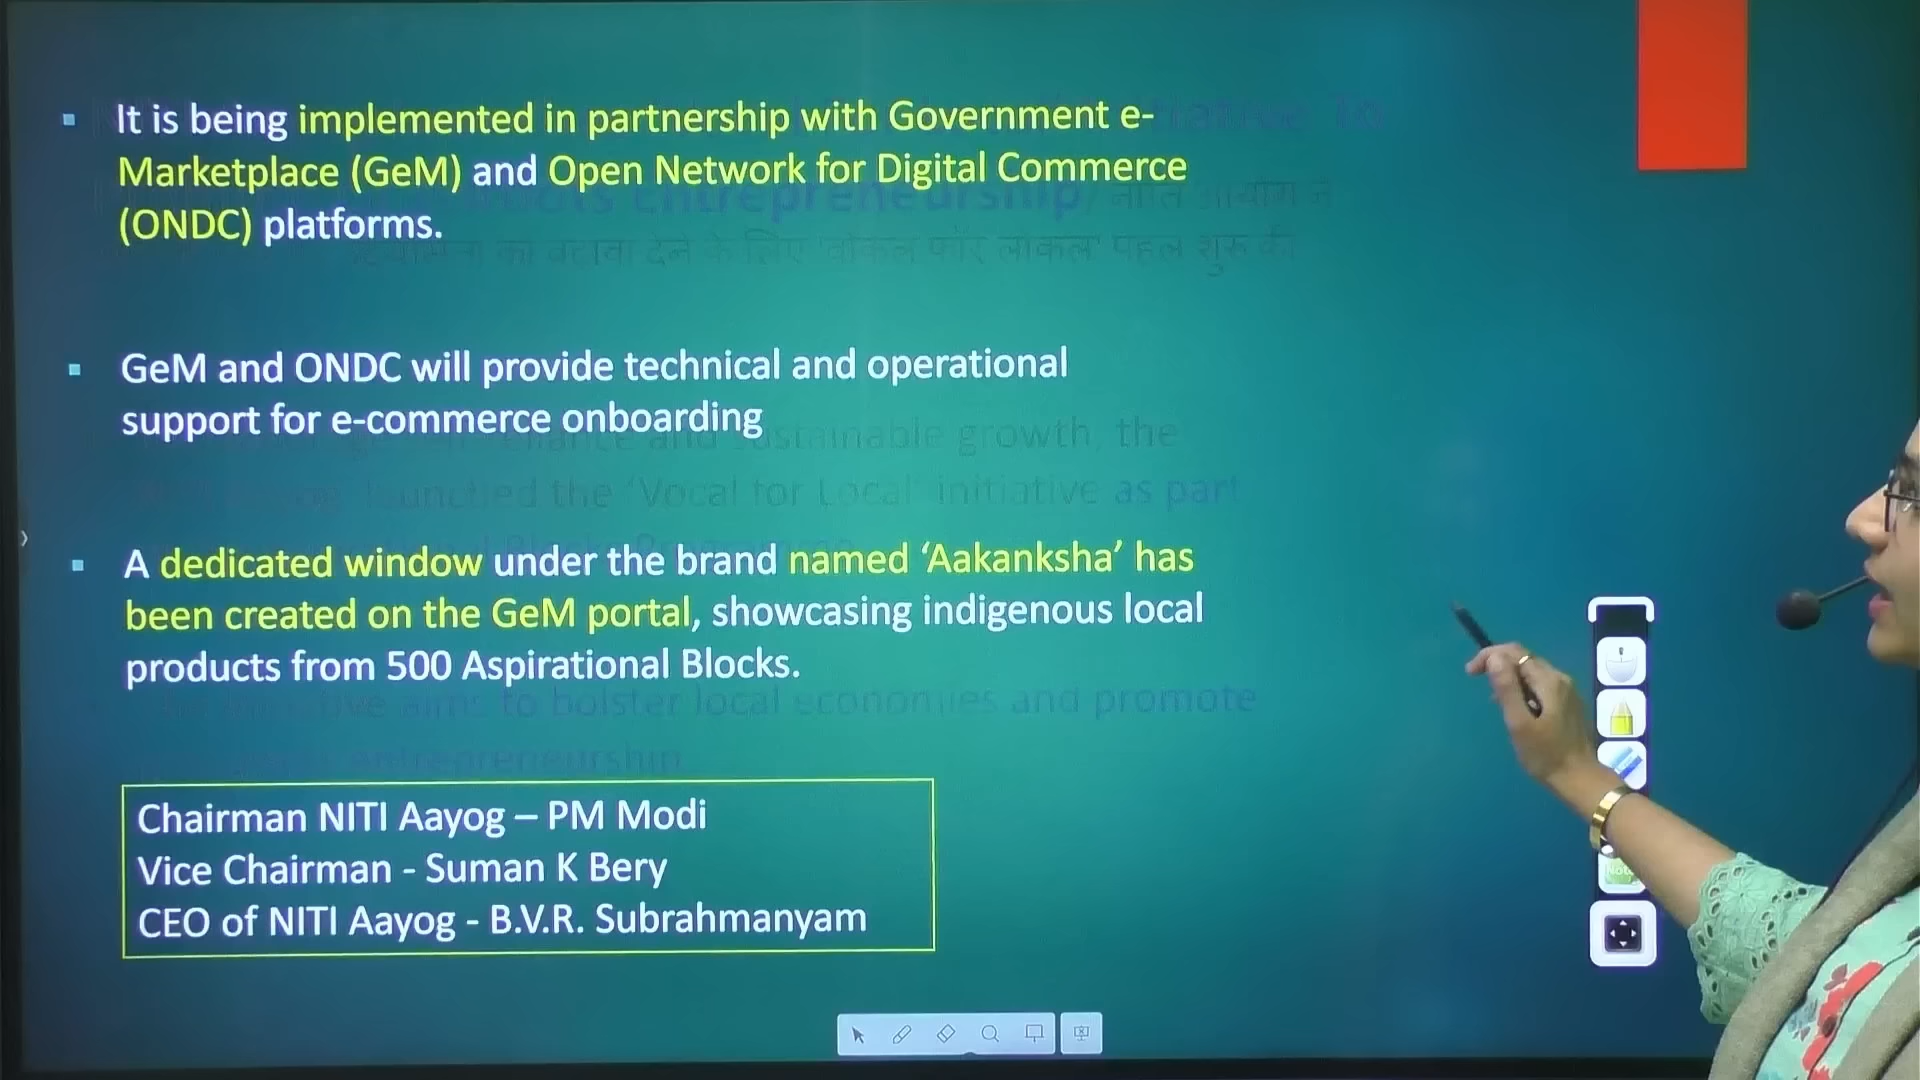 It is being implemented in partnership with Government e-
Marketplace (GeM) and Open Network for Digital Commerce
(ONDC) platforms.
GeM and ONDC will provide technical and operational
support for e-commerce onboarding
A dedicated window under the brand named ‘Aakanksha’ has
been created on the GeM portal, showcasing indigenous local
products from 500 Aspirational Blocks.
Chairman NITI Aayog – PM Modi
Vice Chairman - Suman K Bery
CEO of NITI Aayog - B.V.R. Subrahmanyam